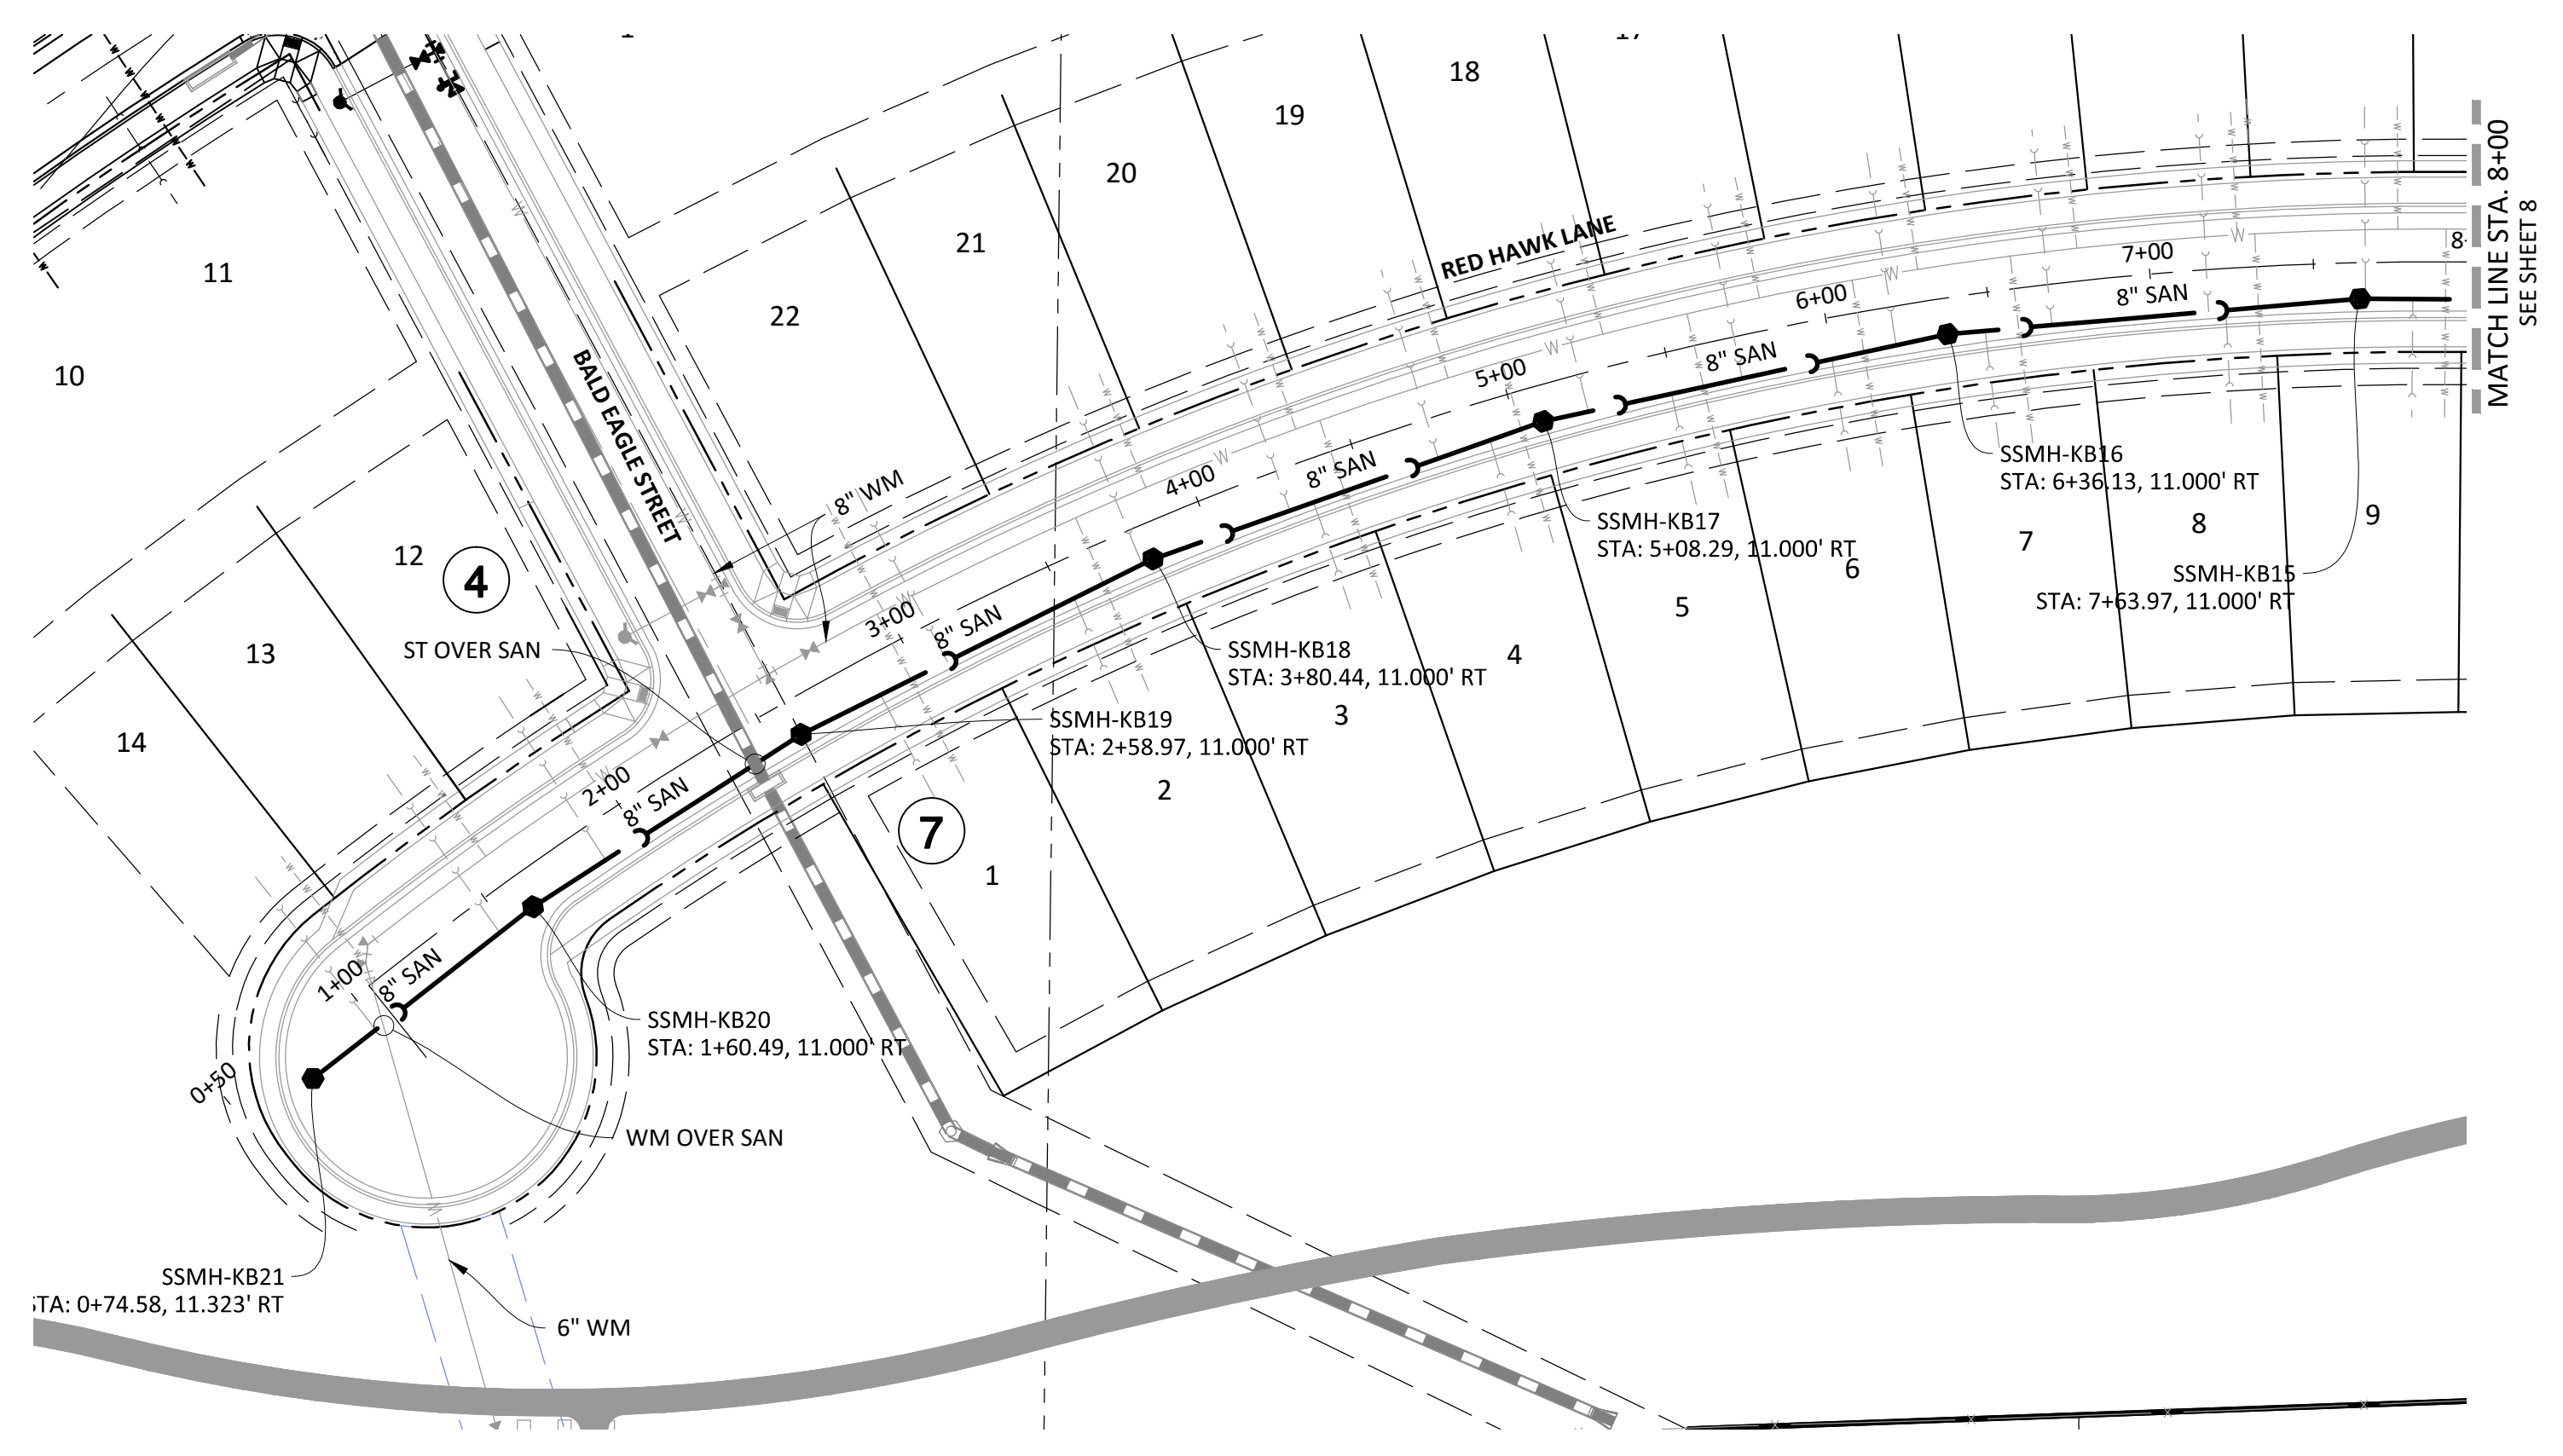 18
19
20
21
22
11
10
12
13
14
4
RED HAWK LANE
BALD EAGLE STREET
8" WM
MATCH LINE STA. 8+00
SEE SHEET 8
7+00
8" SAN
6+00
8" SAN
5+00
8" SAN
4+00
3+00
8" SAN
2+00
8" SAN
1+00
8" SAN
0+50
ST OVER SAN
SSMH-KB16
STA: 6+36.13, 11.000' RT
SSMH-KB17
STA: 5+08.29, 11.000' RT
SSMH-KB15
STA: 7+63.97, 11.000' RT
SSMH-KB18
STA: 3+80.44, 11.000' RT
SSMH-KB19
STA: 2+58.97, 11.000' RT
9
8
7
6
5
4
3
2
1
7
SSMH-KB20
STA: 1+60.49, 11.000' RT
WM OVER SAN
SSMH-KB21
STA: 0+74.58, 11.323' RT
6" WM